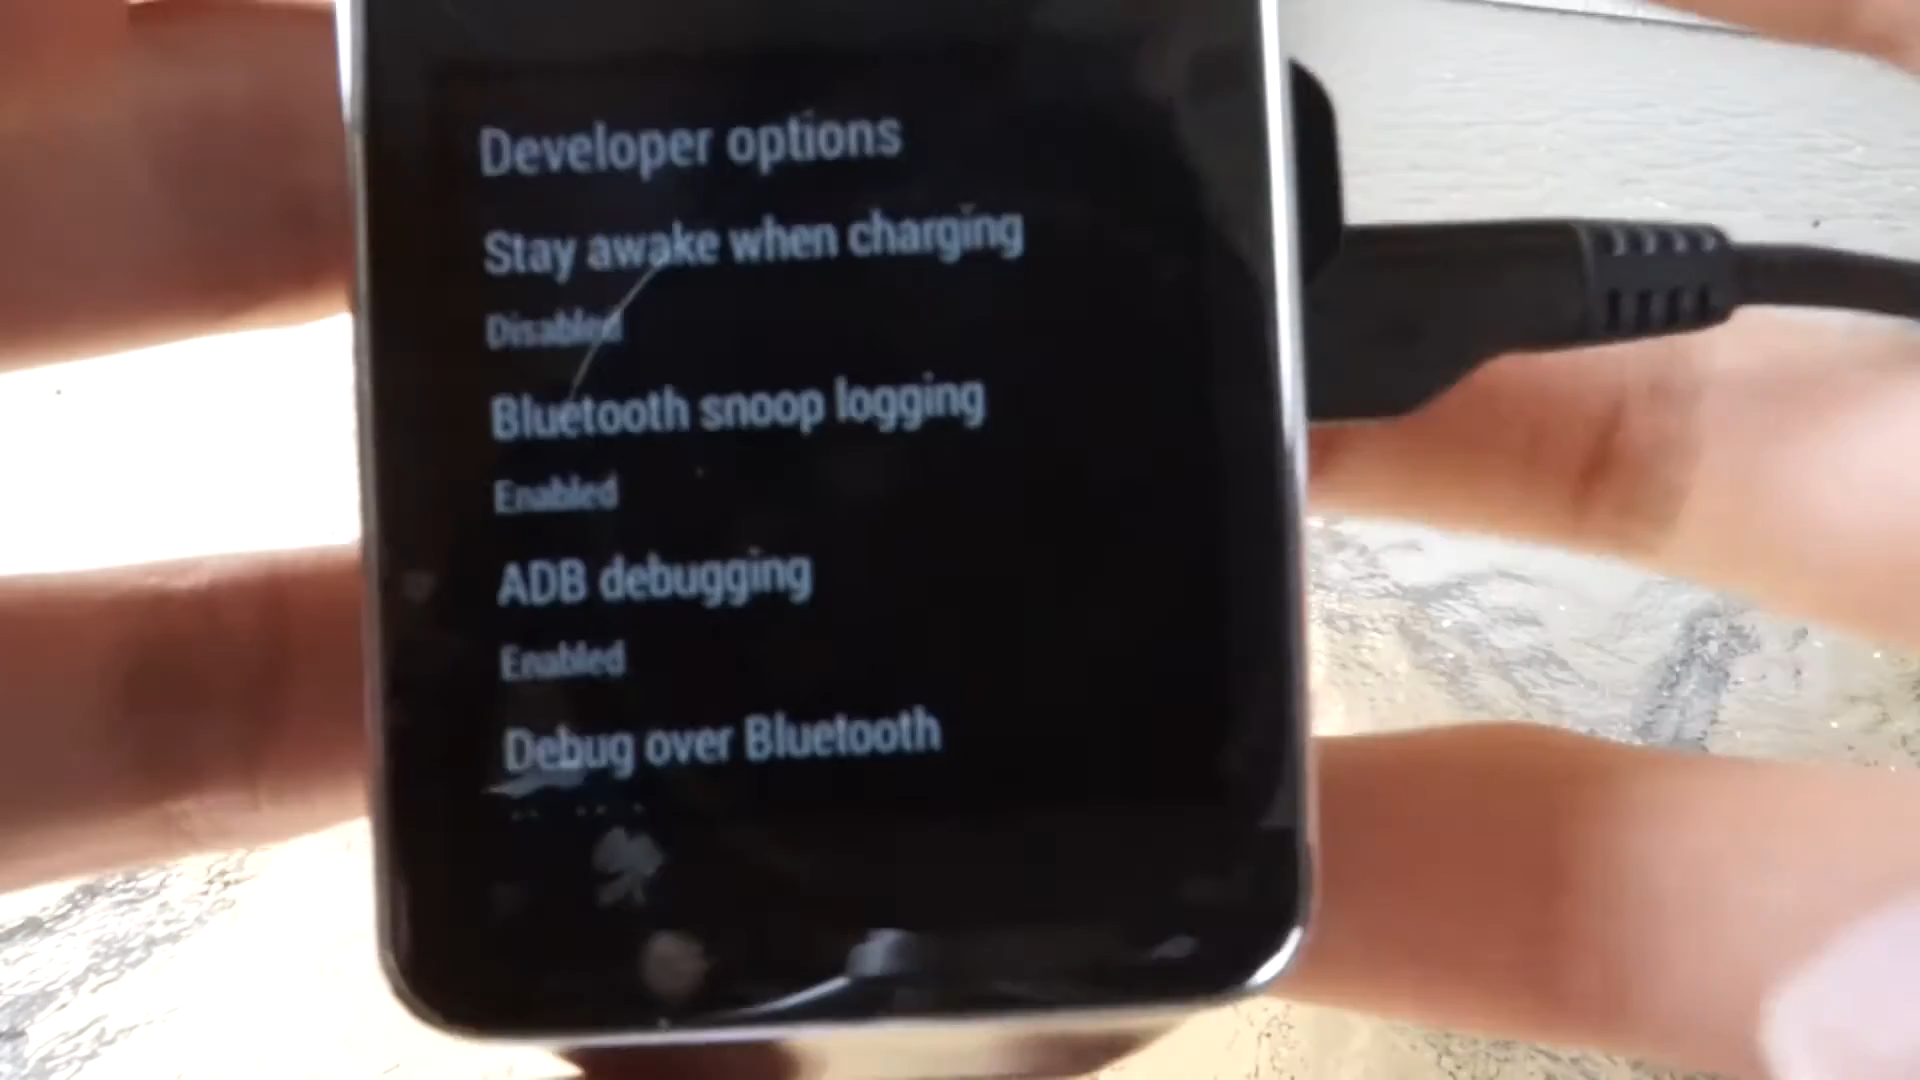 Developer options
Stay awake when charging
Disabled
Bluetooth snoop logging
Enabled
ADB debugging
Enabled
Debug over Bluetooth